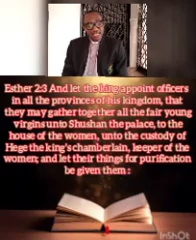 Esther 2:3 And let the king appoint officers
in all the provinces of his kingdom, that
they may gather together all the fair young
virgins unto Shushan the palace, to the
house of the women, unto the custody of
Hege the king's chamberlain, keeper of the
women; and let their things for purification
be given them :
InShOt